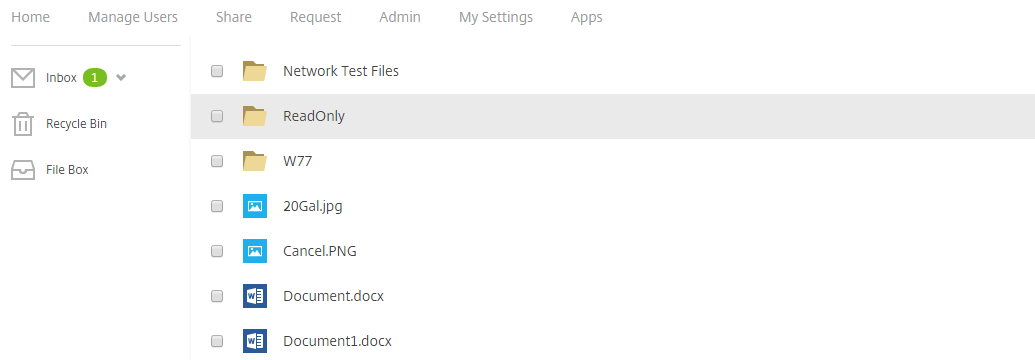 Home Manage Users Share Request Admin My Settings Apps
Inbox 1
Recycle Bin
File Box
Network Test Files
ReadOnly
W77
20Gal.jpg
Cancel.PNG
Document.docx
Document1.docx